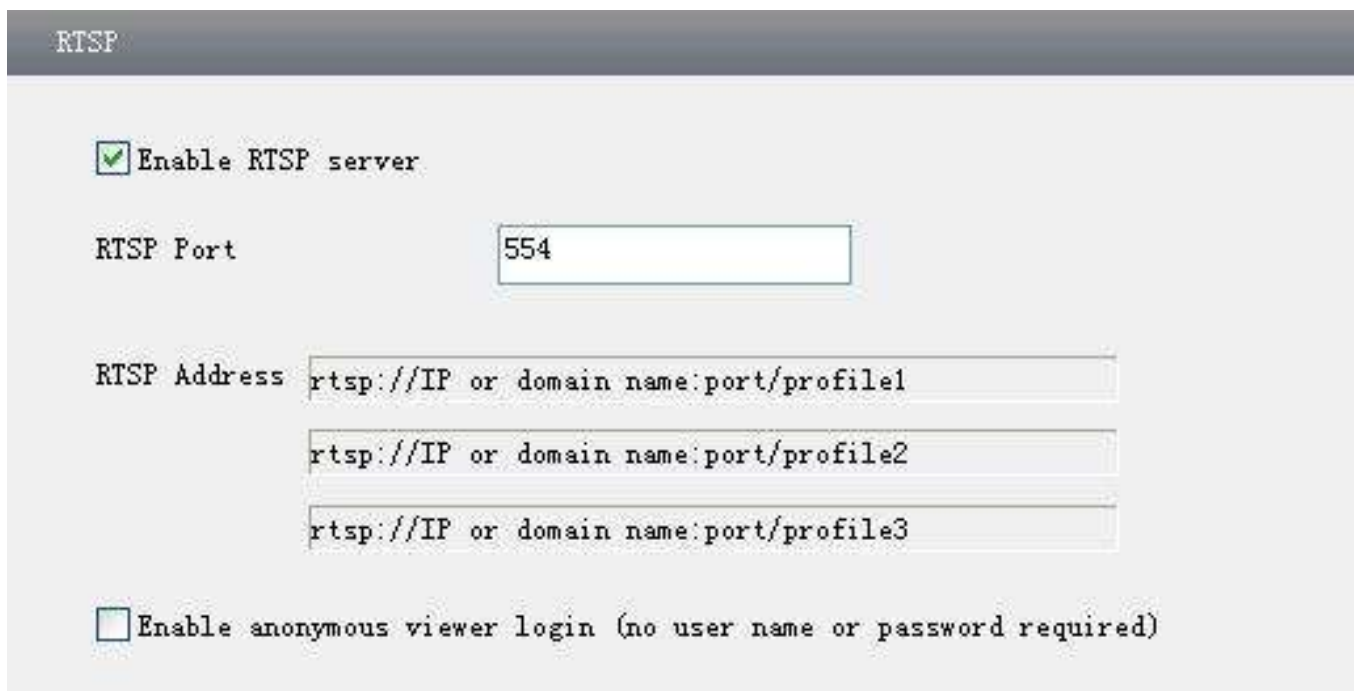 RTSP
Enable RTSP server
RTSP Port 554
RTSP Address rtsp://IP or domain name:port/profile1
rtsp://IP or domain name:port/profile2
rtsp://IP or domain name:port/profile3
Enable anonymous viewer login (no user name or password required)